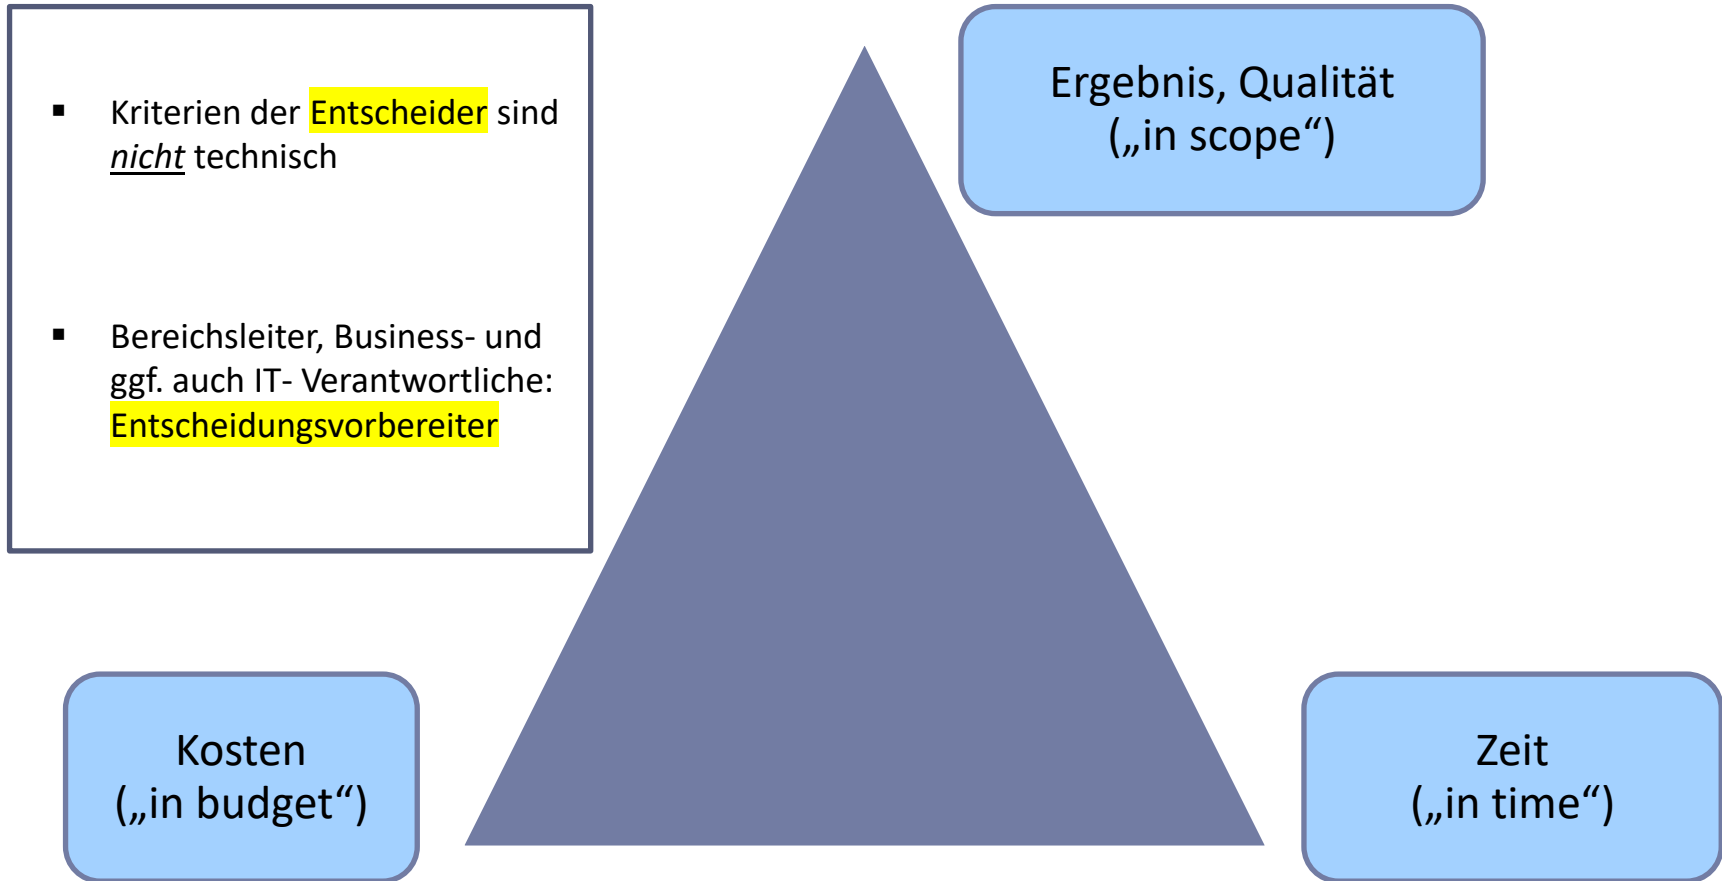 ▪ Kriterien der Entscheider sind
nicht technisch
▪ Bereichsleiter, Business- und
ggf. auch IT- Verantwortliche:
Entscheidungsvorbereiter
Ergebnis, Qualität
(„in scope“)
Kosten
(„in budget“)
Zeit
(„in time“)